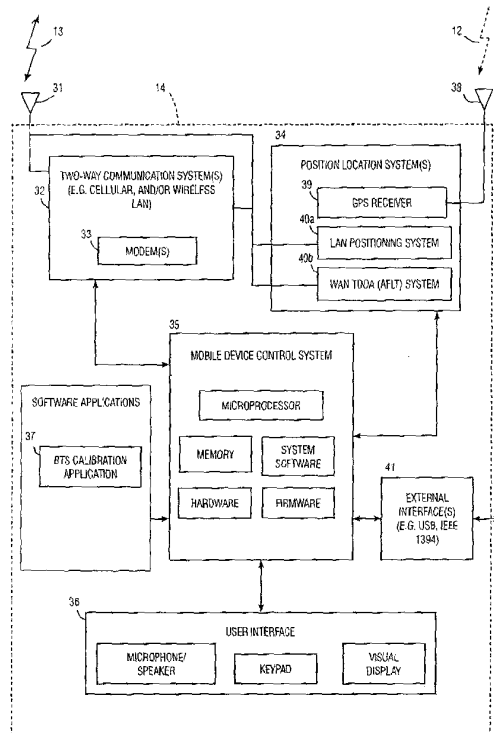 13
12
31
38
14
34
POSITION LOCATION SYSTEM(S)
39
GPS RECEIVER
40a
LAN POSITIONING SYSTEM
40b
WAN TDOA (AFLT) SYSTEM
32
TWO-WAY COMMUNICATION SYSTEM(S)
(E.G. CELLULAR, AND/OR WIRELESS
LAN)
33
MODEM(S)
35
MOBILE DEVICE CONTROL SYSTEM
MICROPROCESSOR
MEMORY
SYSTEM
SOFTWARE
HARDWARE
FIRMWARE
SOFTWARE APPLICATIONS
37
BTS CALIBRATION
APPLICATION
41
EXTERNAL
INTERFACE(S)
(E.G. USB, IEEE
1394)
36
USER INTERFACE
MICROPHONE/
SPEAKER
KEYPAD
VISUAL
DISPLAY